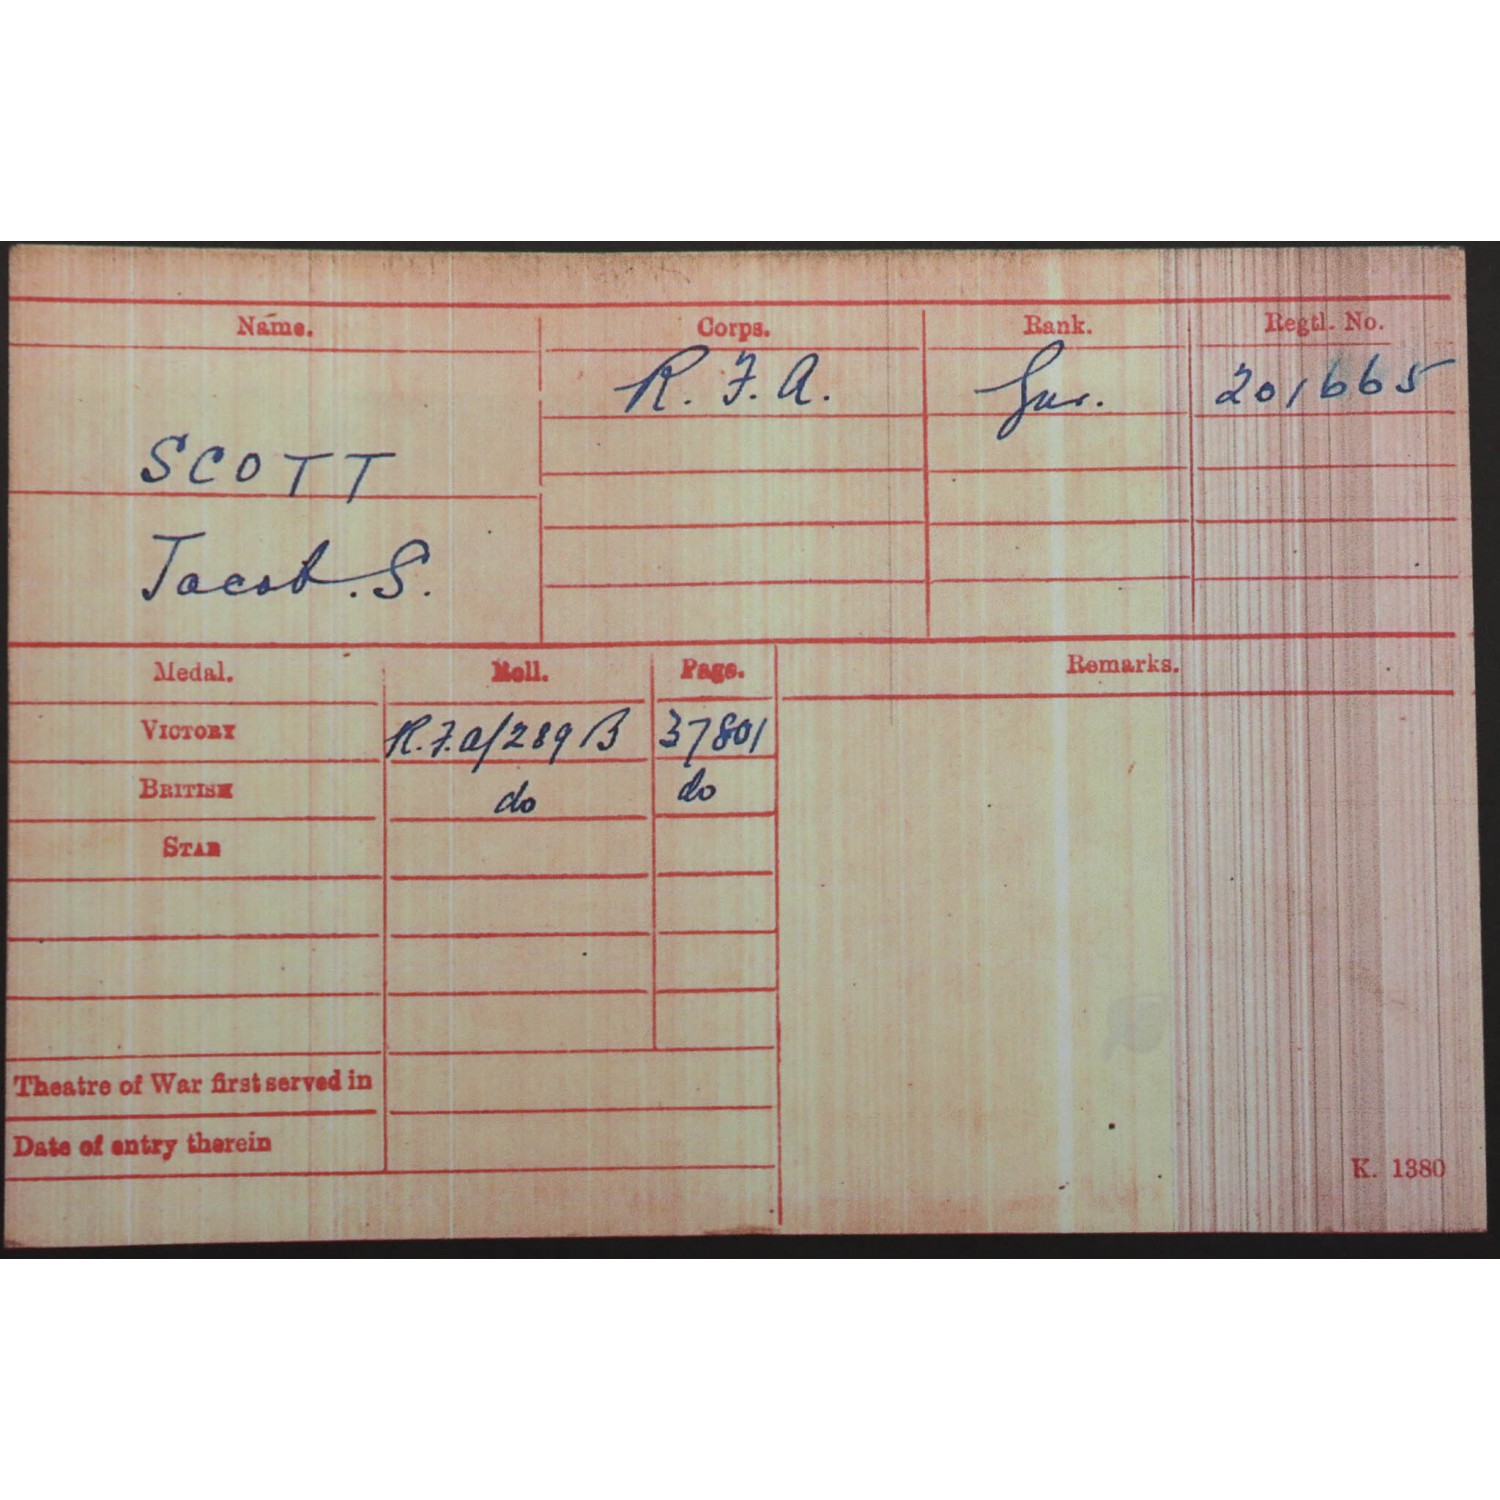 Name. Corps. Rank. Regtl. No.
R. F. A. Gnr. 201665
SCOTT
Jacob. S.
Medal. Roll. Page. Remarks.
VICTORY R.F.A/289 B 37801
BRITISH do do
STAR
Theatre of War first served in
Date of entry therein
K. 1380